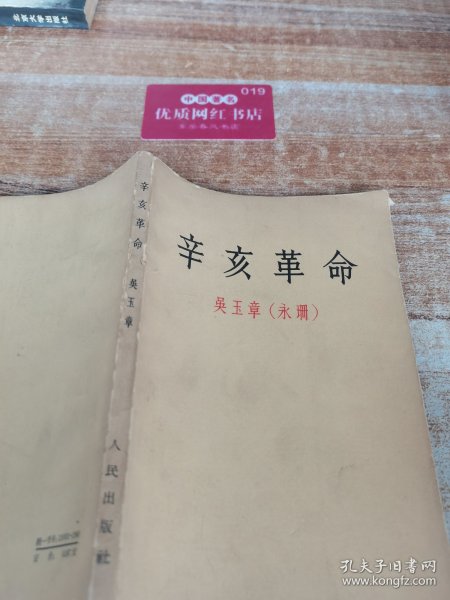 019
中国著名
优质网红书店
辛亥革命
吳玉章(永珊)
辛亥革命
吳玉章
人民出版社
孔夫子旧书网
www.kongfz.com